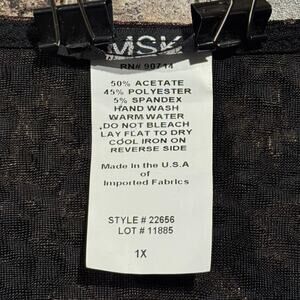 MSK
RN# 90714
50% ACETATE
45% POLYESTER
5% SPANDEX
HAND WASH
WARM WATER
DO NOT BLEACH
LAY FLAT TO DRY
COOL IRON ON
REVERSE SIDE
Made in the U.S.A
of
Imported Fabrics
STYLE # 22656
LOT # 11885
1X